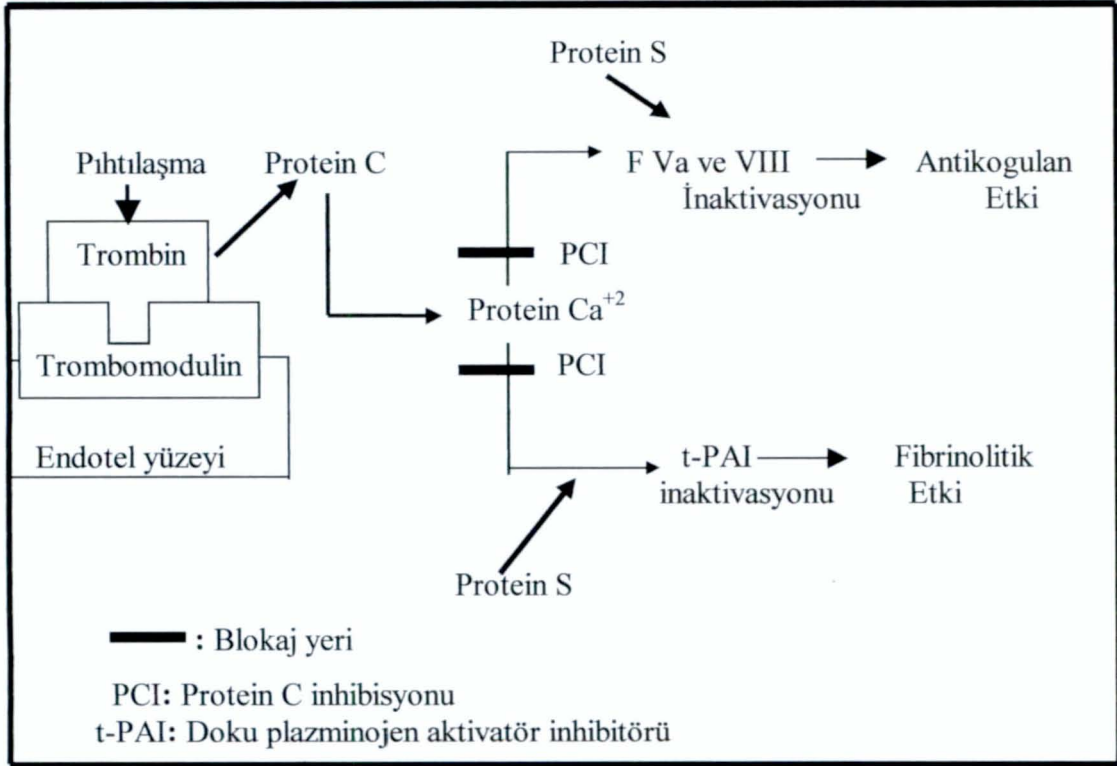 Protein S
Pıhtılaşma
Protein C
F Va ve VIII
İnaktivasyonu
Antikogulan
Etki
Trombin
PCI
Protein Ca+2
PCI
Trombomodulin
Endotel yüzeyi
t-PAI
inaktivasyonu
Fibrinolitik
Etki
Protein S
: Blokaj yeri
PCI: Protein C inhibisyonu
t-PAI: Doku plazminojen aktivatör inhibitörü